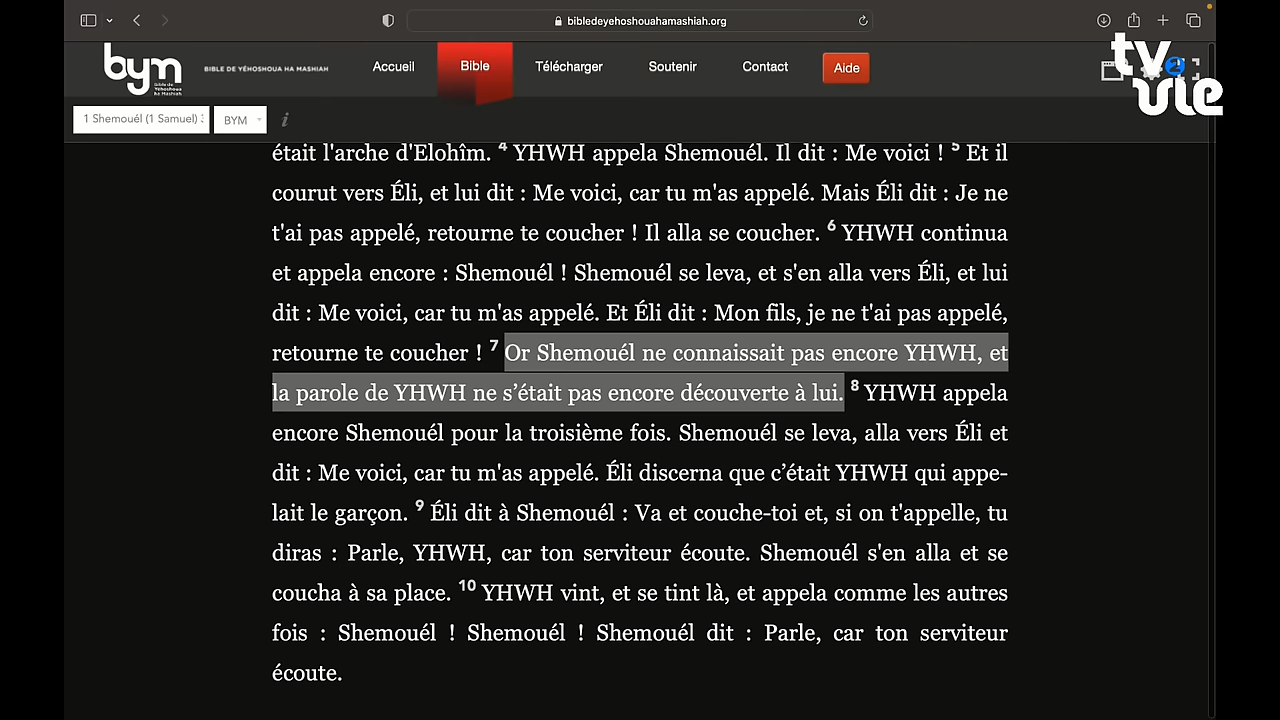 bibledeyehoshouahamashiah.org
tv
2
vie
bym
Bible de
Yéhoshoua
ha Mashiah
BIBLE DE YÉHOSHOUA HA MASHIAH
Accueil
Bible
Télécharger
Soutenir
Contact
Aide
1 Shemouél (1 Samuel)
BYM
i
était l'arche d'Elohîm. 4 YHWH appela Shemouél. Il dit : Me voici ! 5 Et il
courut vers Éli, et lui dit : Me voici, car tu m'as appelé. Mais Éli dit : Je ne
t'ai pas appelé, retourne te coucher ! Il alla se coucher. 6 YHWH continua
et appela encore : Shemouél ! Shemouél se leva, et s'en alla vers Éli, et lui
dit : Me voici, car tu m'as appelé. Et Éli dit : Mon fils, je ne t'ai pas appelé,
retourne te coucher ! 7 Or Shemouél ne connaissait pas encore YHWH, et
la parole de YHWH ne s’était pas encore découverte à lui. 8 YHWH appela
encore Shemouél pour la troisième fois. Shemouél se leva, alla vers Éli et
dit : Me voici, car tu m'as appelé. Éli discerna que c’était YHWH qui appe-
lait le garçon. 9 Éli dit à Shemouél : Va et couche-toi et, si on t'appelle, tu
diras : Parle, YHWH, car ton serviteur écoute. Shemouél s'en alla et se
coucha à sa place. 10 YHWH vint, et se tint là, et appela comme les autres
fois : Shemouél ! Shemouél ! Shemouél dit : Parle, car ton serviteur
écoute.